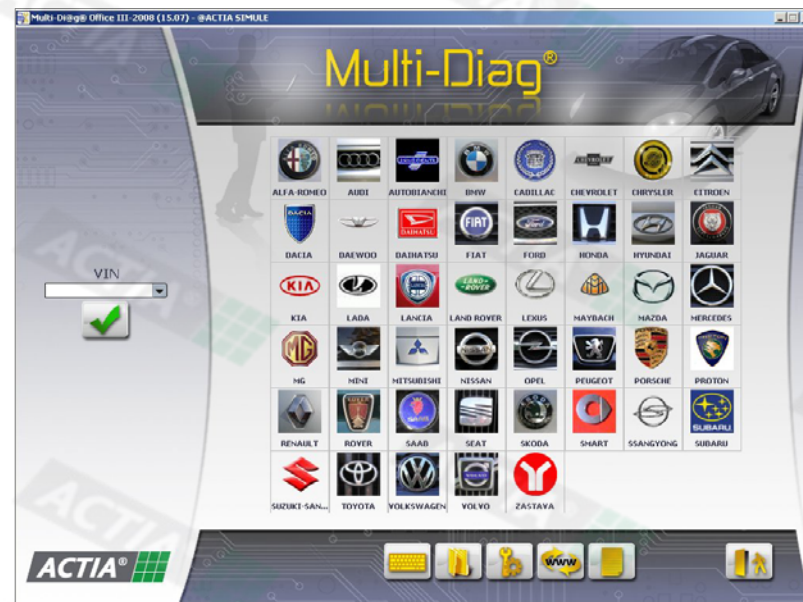 Multi-Di@g® Office III-2008 (15.07) - @ACTIA SIMULE
Multi-Diag®
ALFA-ROMEO AUDI AUTOBIANCHI BMW CADILLAC CHEVROLET CHRYSLER CITROEN
DACIA DAEWOO DAIHATSU FIAT FORD HONDA HYUNDAI JAGUAR
VIN
KIA LADA LANCIA LAND ROVER LEXUS MAYBACH MAZDA MERCEDES
MG MINI MITSUBISHI NISSAN OPEL PEUGEOT PORSCHE PROTON
RENAULT ROVER SAAB SEAT SKODA SMART SSANGYONG SUBARU
SUZUKI-SAN... TOYOTA VOLKSWAGEN VOLVO ZASTAVA
ACTIA®
www